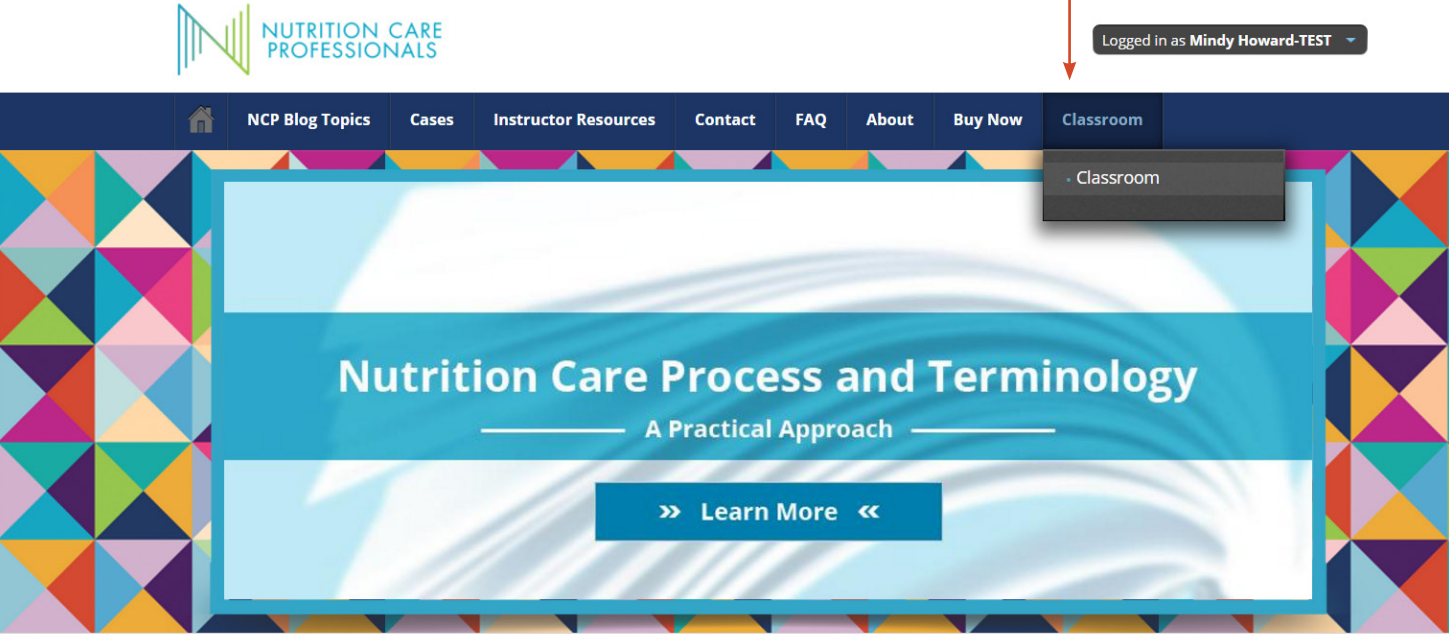 NUTRITION CARE
PROFESSIONALS
Logged in as Mindy Howard-TEST
NCP Blog Topics Cases Instructor Resources Contact FAQ About Buy Now Classroom
Classroom
Nutrition Care Process and Terminology
A Practical Approach
» Learn More «